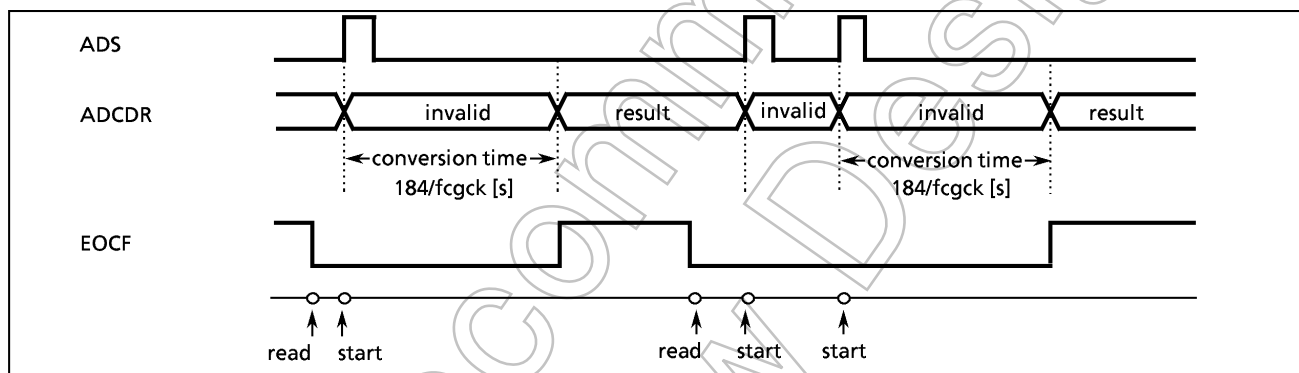 ADS
ADCDR
invalid
result
invalid
invalid
result
conversion time
184/fcgck [s]
conversion time
184/fcgck [s]
EOCF
read
start
read
start
start